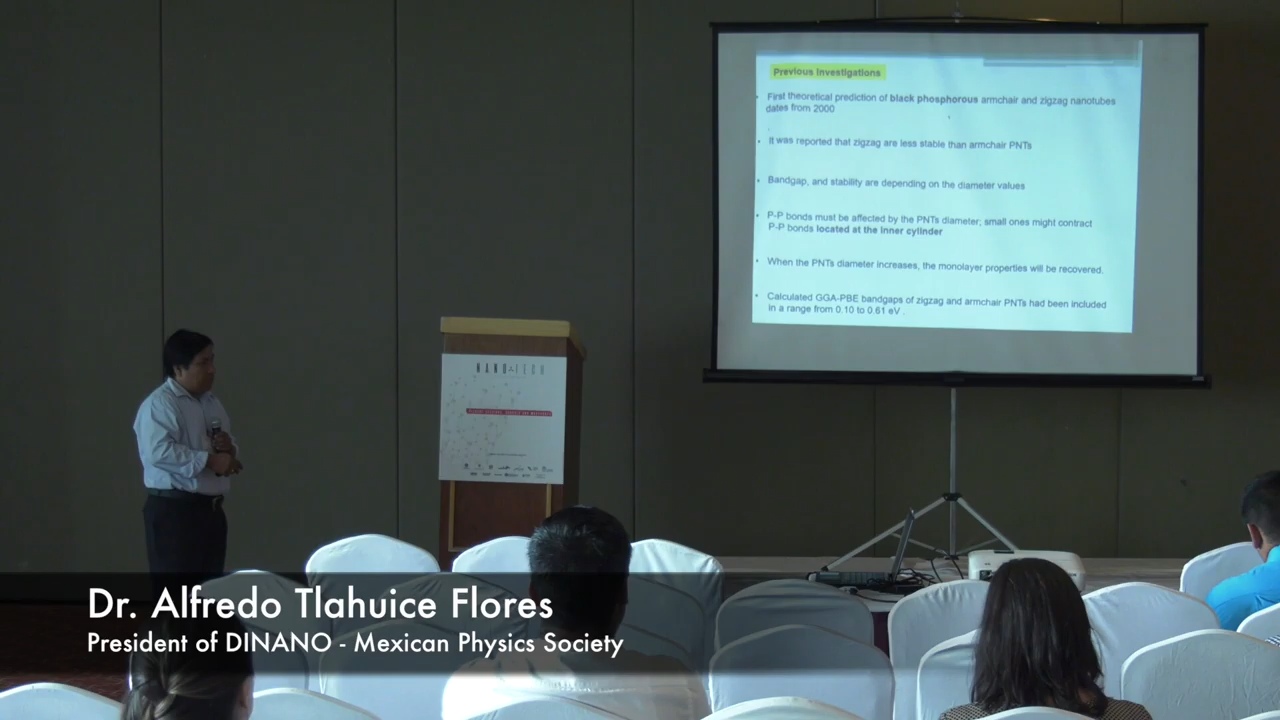 Previous Investigations
• First theoretical prediction of black phosphorous armchair and zigzag nanotubes
dates from 2000
• It was reported that zigzag are less stable than armchair PNTs
• Bandgap, and stability are depending on the diameter values
• P-P bonds must be affected by the PNTs diameter; small ones might contract
P-P bonds located at the inner cylinder
• When the PNTs diameter increases, the monolayer properties will be recovered.
• Calculated GGA-PBE bandgaps of zigzag and armchair PNTs had been included
in a range from 0.10 to 0.61 eV .
NANOTECH
Dr. Alfredo Tlahuice Flores
President of DINANO - Mexican Physics Society